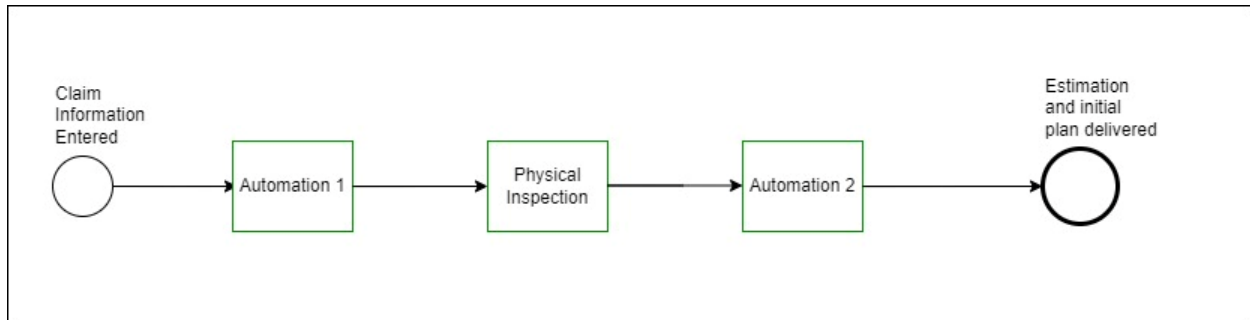 Claim
Information
Entered
Automation 1
Physical
Inspection
Automation 2
Estimation
and initial
plan delivered